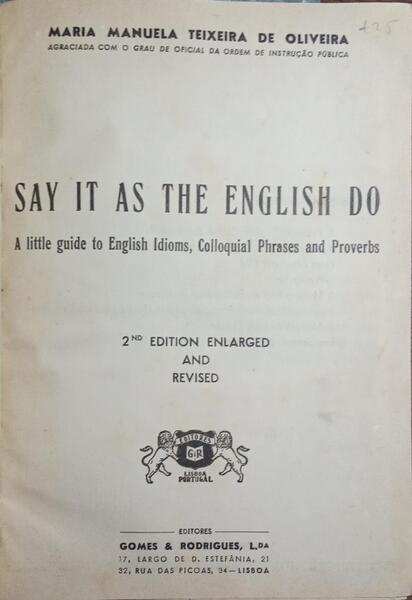 425
MARIA MANUELA TEIXEIRA DE OLIVEIRA
AGRACIADA COM O GRAU DE OFICIAL DA ORDEM DE INSTRUÇÃO PÚBLICA
SAY IT AS THE ENGLISH DO
A little guide to English Idioms, Colloquial Phrases and Proverbs
2ND EDITION ENLARGED
AND
REVISED
EDITORES
G R
LISBOA
PORTUGAL
EDITORES
GOMES & RODRIGUES, L.DA
17, LARGO DE D. ESTEFÂNIA, 21
32, RUA DAS PICOAS, 34—LISBOA